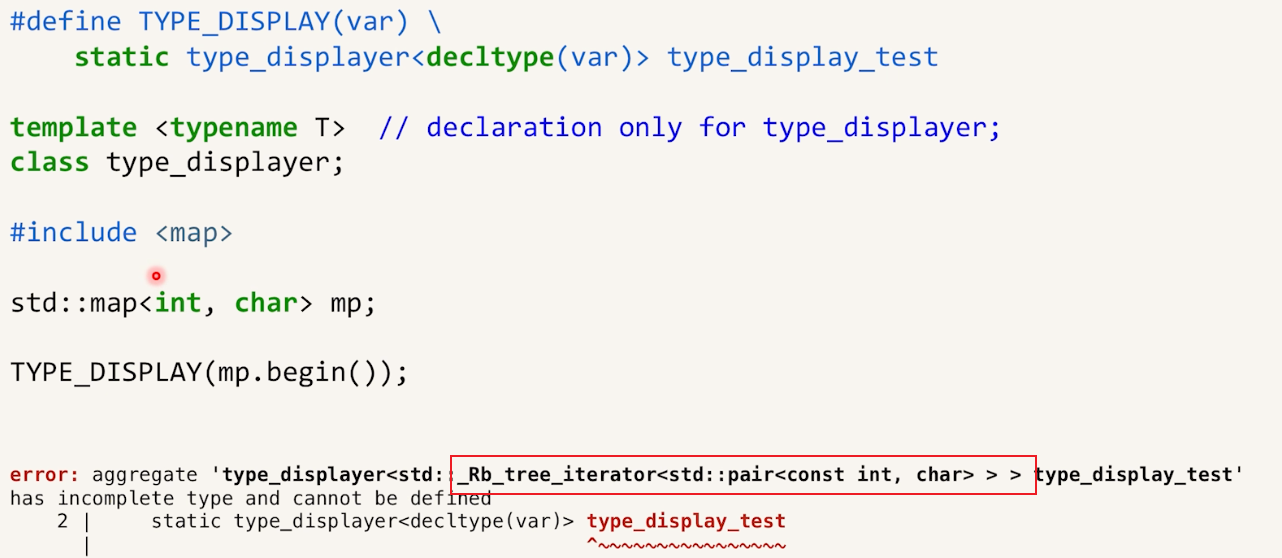 #define TYPE_DISPLAY(var) \
    static type_displayer<decltype(var)> type_display_test
template <typename T>  // declaration only for type_displayer;
class type_displayer;
#include <map>
std::map<int, char> mp;
TYPE_DISPLAY(mp.begin());
error: aggregate 'type_displayer<std::_Rb_tree_iterator<std::pair<const int, char> > > type_display_test'
has incomplete type and cannot be defined
    2 |     static type_displayer<decltype(var)> type_display_test
      |                                          ^~~~~~~~~~~~~~~~~